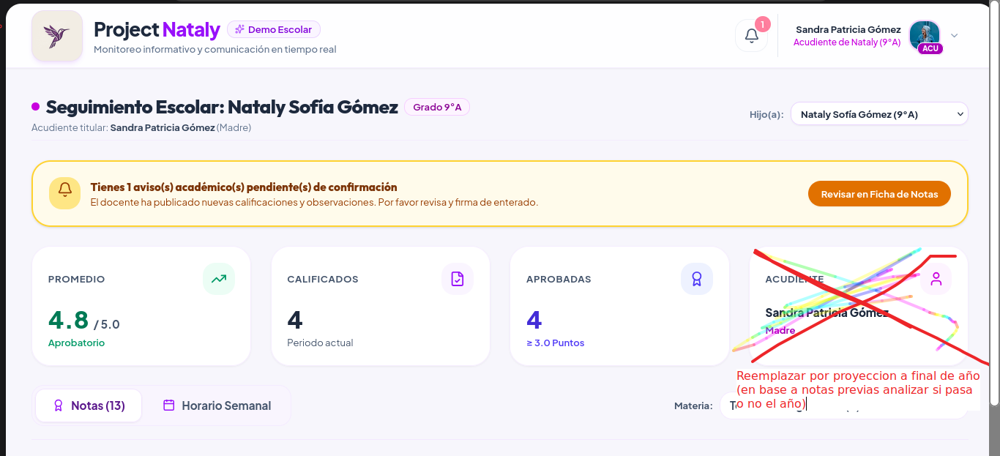 Project Nataly
Demo Escolar
Monitoreo informativo y comunicación en tiempo real
1
Sandra Patricia Gómez
Acudiente de Nataly (9°A)
ACU
Seguimiento Escolar: Nataly Sofía Gómez
Grado 9°A
Acudiente titular: Sandra Patricia Gómez (Madre)
Hijo(a):
Nataly Sofía Gómez (9°A)
Tienes 1 aviso(s) académico(s) pendiente(s) de confirmación
El docente ha publicado nuevas calificaciones y observaciones. Por favor revisa y firma de enterado.
Revisar en Ficha de Notas
PROMEDIO
4.8 / 5.0
Aprobatorio
CALIFICADOS
4
Periodo actual
APROBADAS
4
≥ 3.0 Puntos
ACUDIENTE
Sandra Patricia Gómez
Madre
Reemplazar por proyeccion a final de año
(en base a notas previas analizar si pasa
o no el año)
Notas (13)
Horario Semanal
Materia: